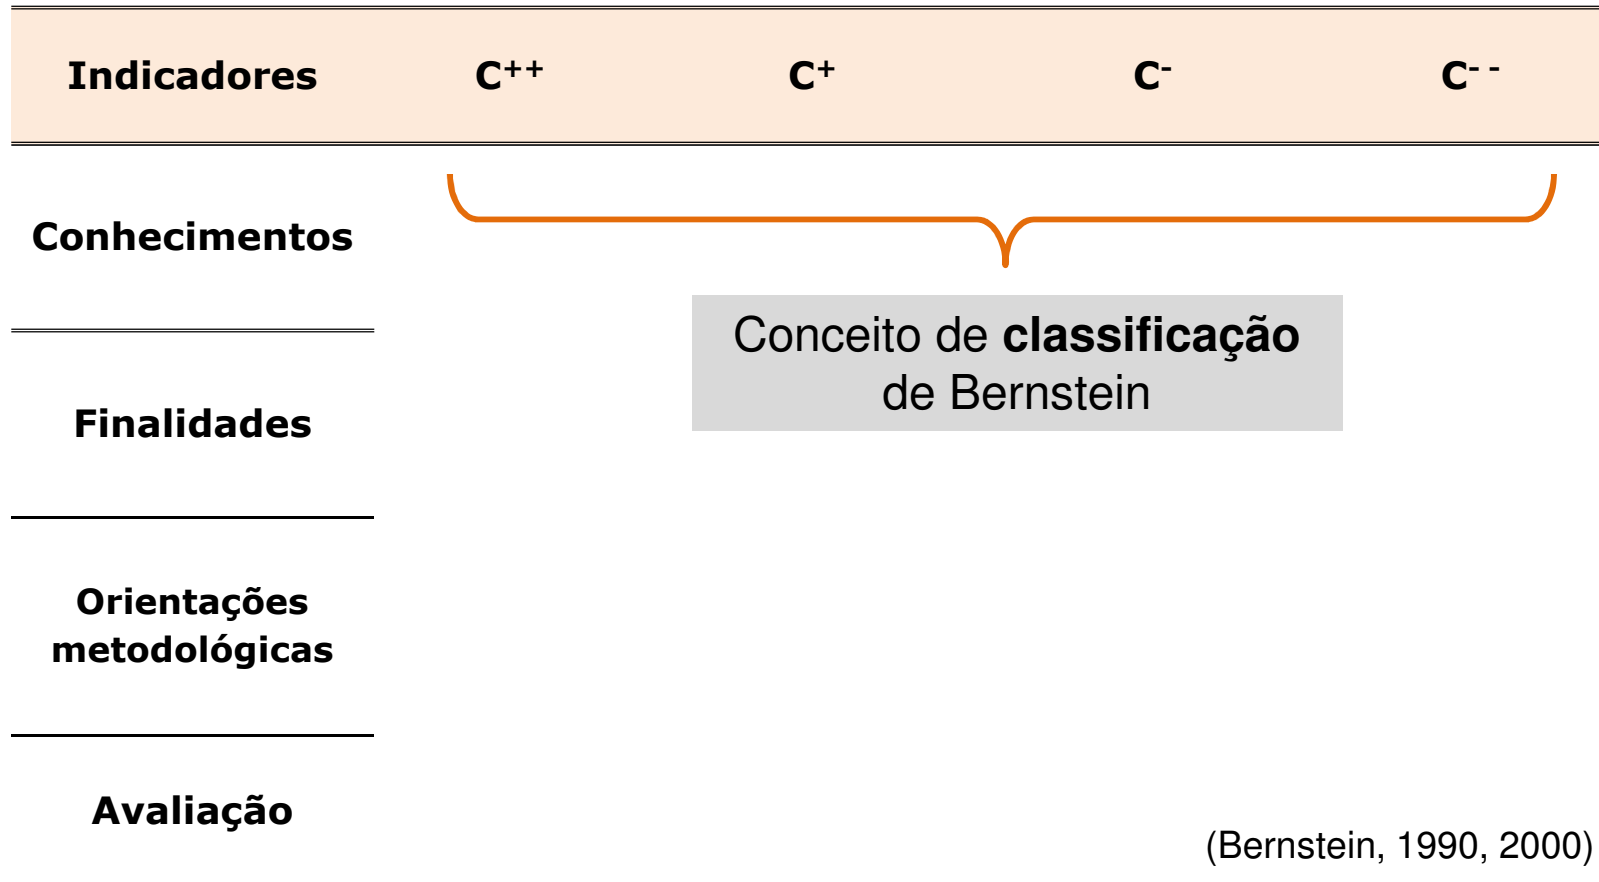 Indicadores C⁺⁺ C⁺ C⁻ C⁻ ⁻
Conhecimentos
Conceito de classificação
de Bernstein
Finalidades
Orientações
metodológicas
Avaliação
(Bernstein, 1990, 2000)